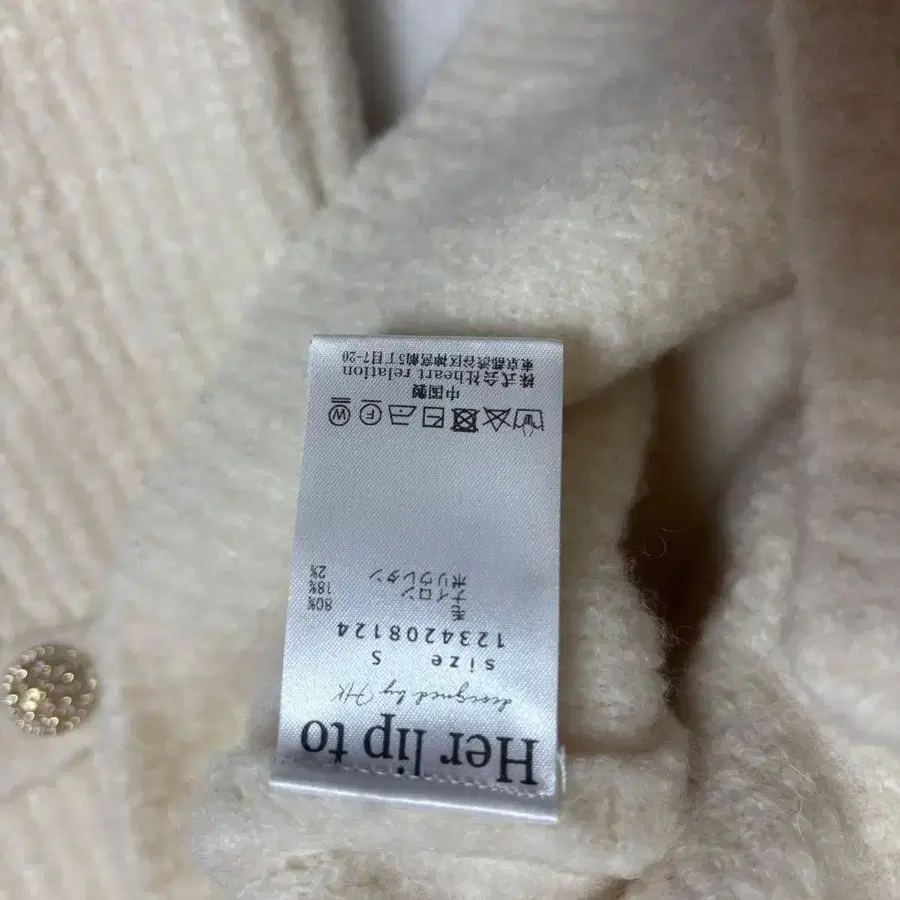 Her lip to
designed by HK
size S
1234208124
毛 80%
ナイロン 18%
ポリウレタン 2%
中国製
株式会社heart relation
東京都渋谷区神宮前5丁目7-20